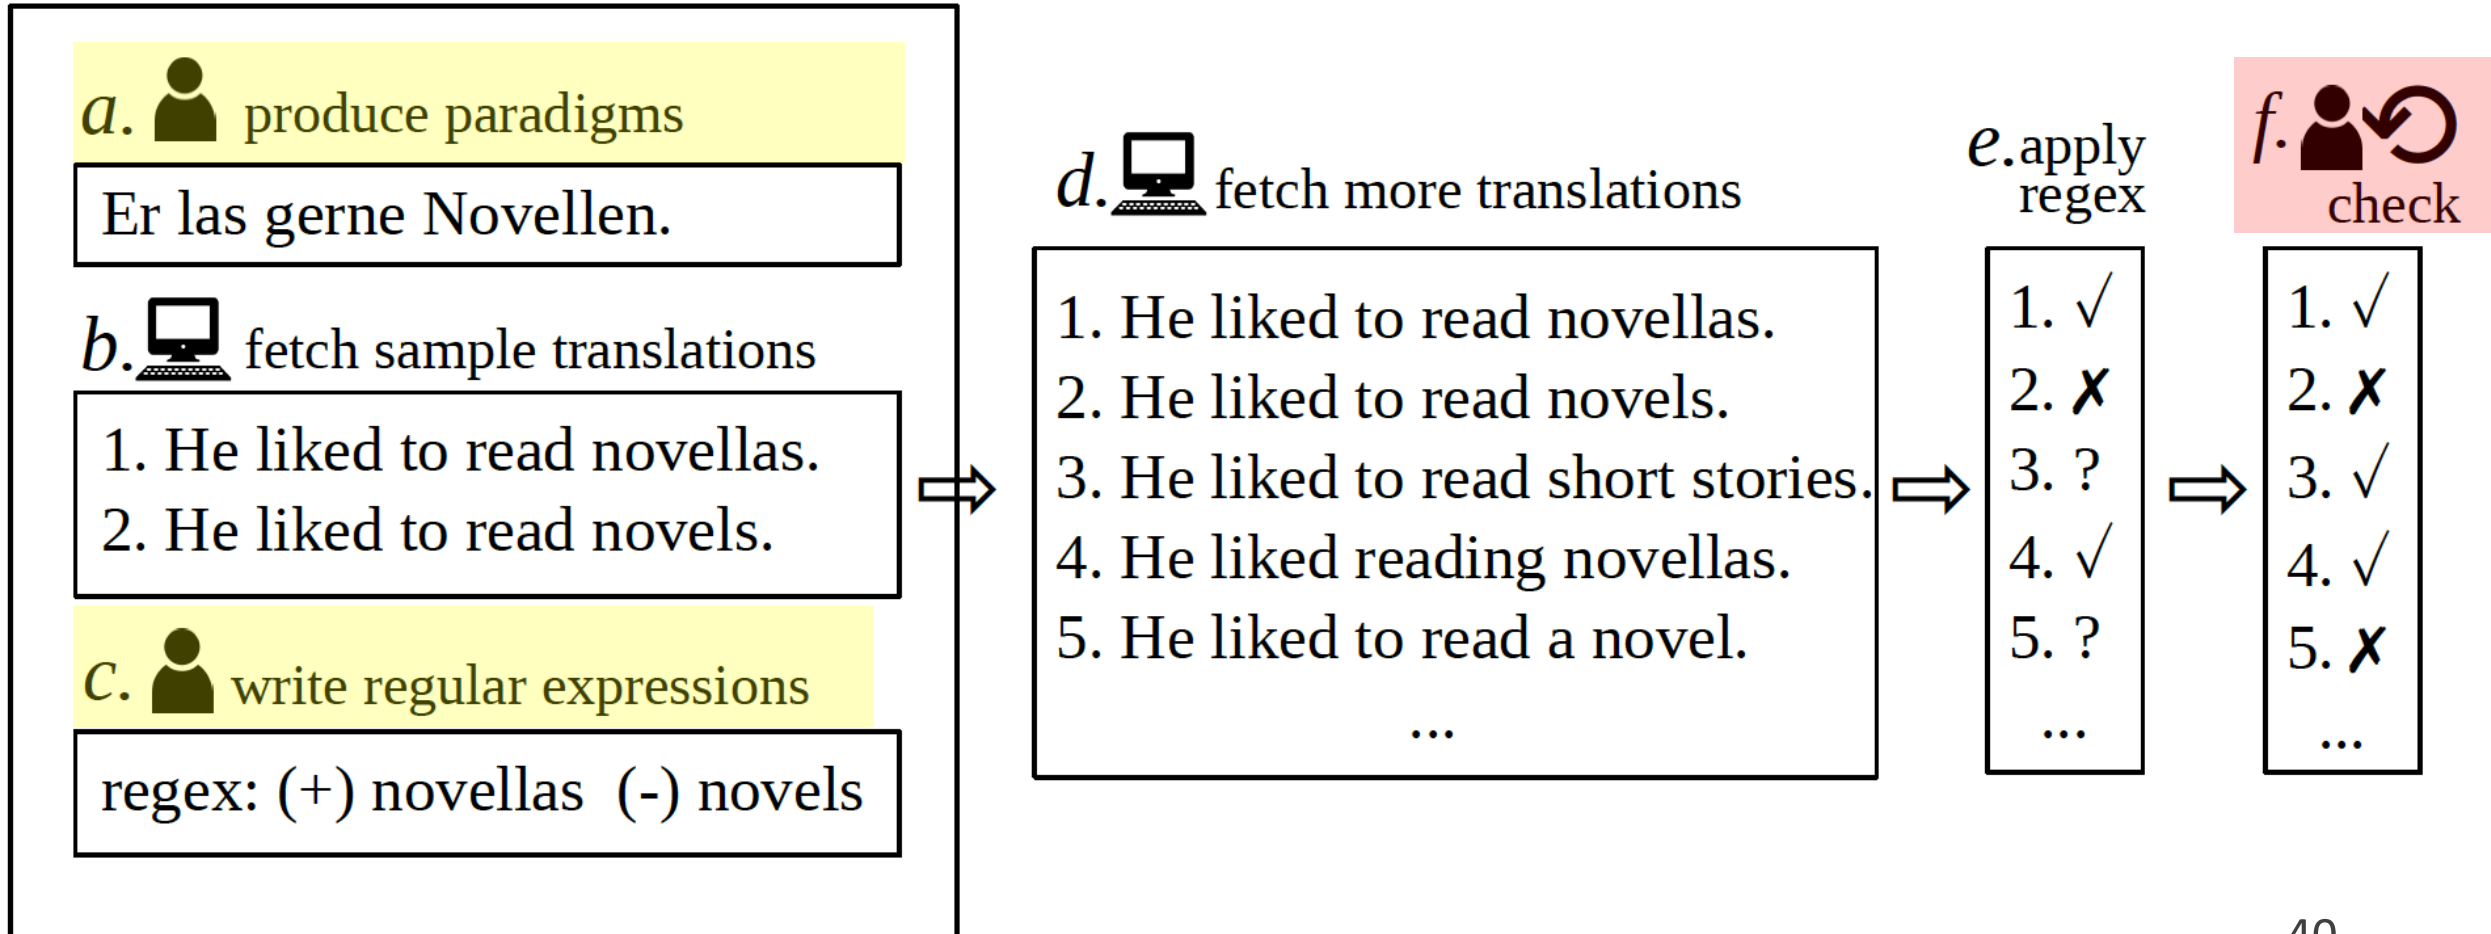 a. produce paradigms
Er las gerne Novellen.
b. fetch sample translations
1. He liked to read novellas.
2. He liked to read novels.
c. write regular expressions
regex: (+) novellas (-) novels
d. fetch more translations
1. He liked to read novellas.
2. He liked to read novels.
3. He liked to read short stories.
4. He liked reading novellas.
5. He liked to read a novel.
...
e. apply
regex
1. √
2. ✗
3. ?
4. √
5. ?
...
f.
check
1. √
2. ✗
3. √
4. √
5. ✗
...
40